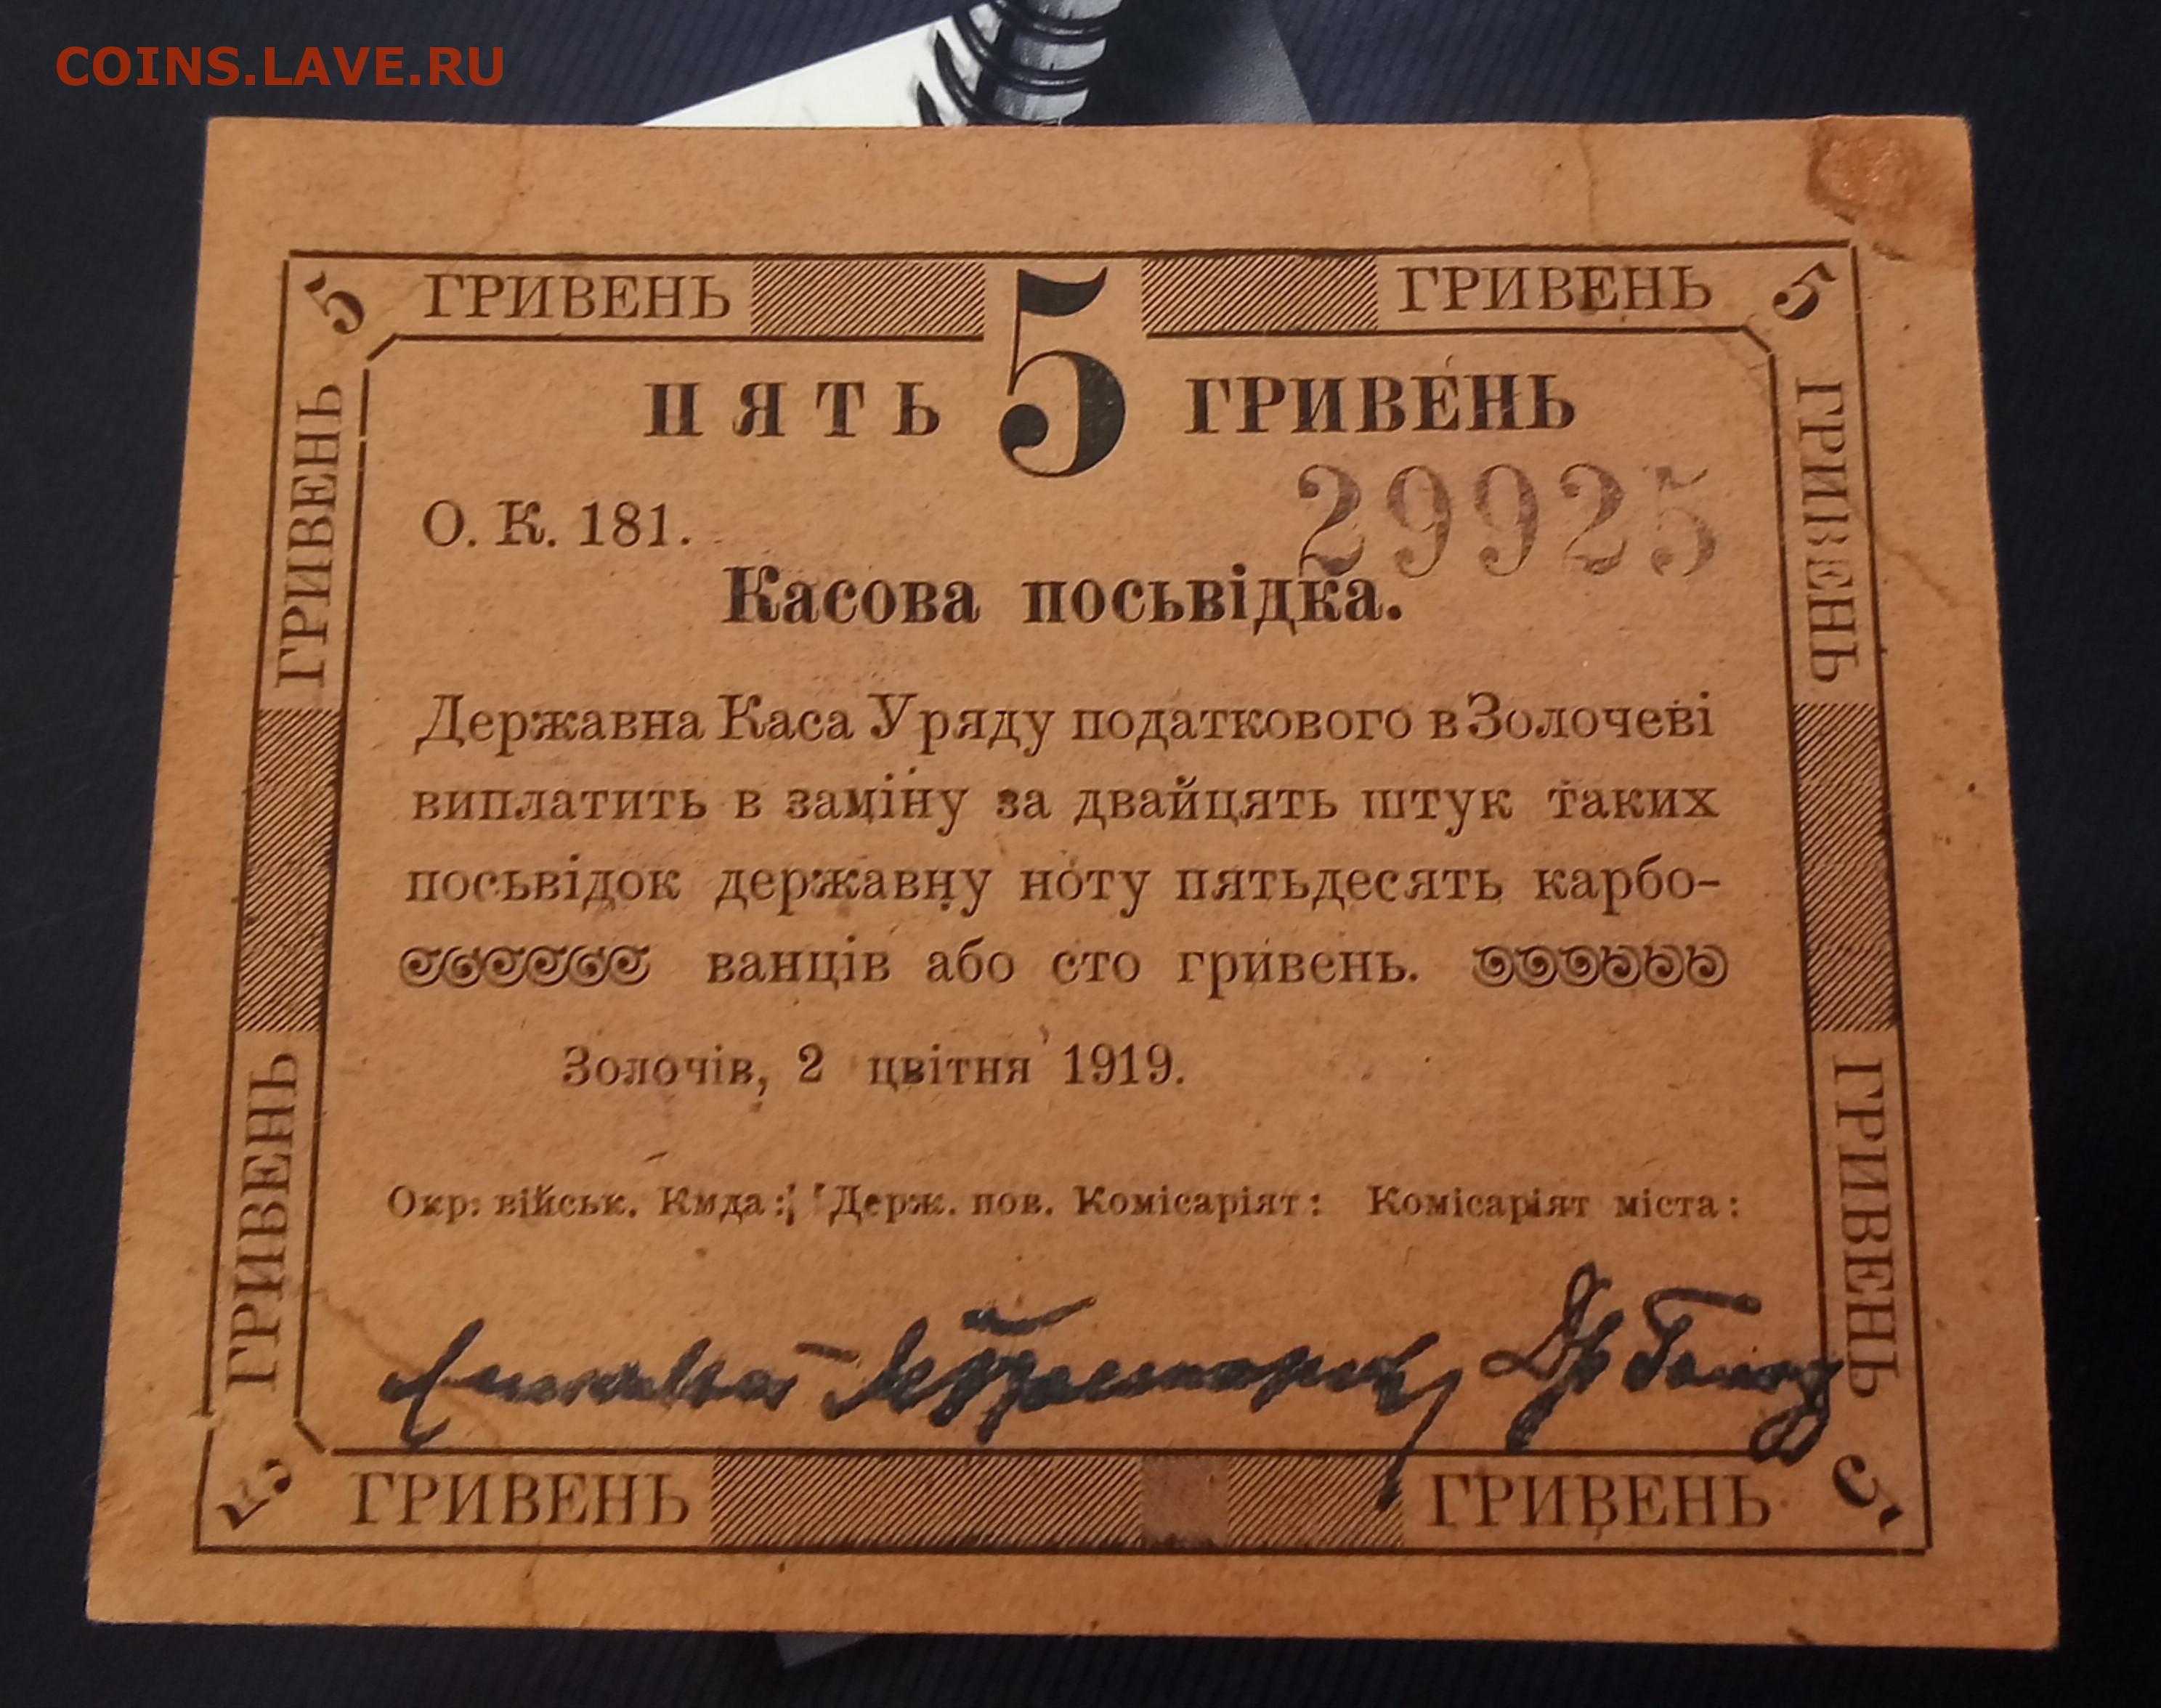 COINS.LAVE.RU
5 ГРИВЕНЬ 5 ГРИВЕНЬ 5
ПЯТЬ ГРИВЕНЬ
О. К. 181.
29925
Касова посьвідка.
Державна Каса Уряду податкового в Золочеві
виплатить в заміну за двайцять штук таких
посьвідок державну ноту пятьдесять карбо-
ванців або сто гривень.
Золочів, 2 цвітня 1919.
Окр. військ. Кмда: Держ. пов. Комісаріят: Комісаріят міста:
ГРИВЕНЬ
ГРИВЕНЬ
ГРИВЕНЬ
ГРИВЕНЬ
5 ГРИВЕНЬ ГРИВЕНЬ 5